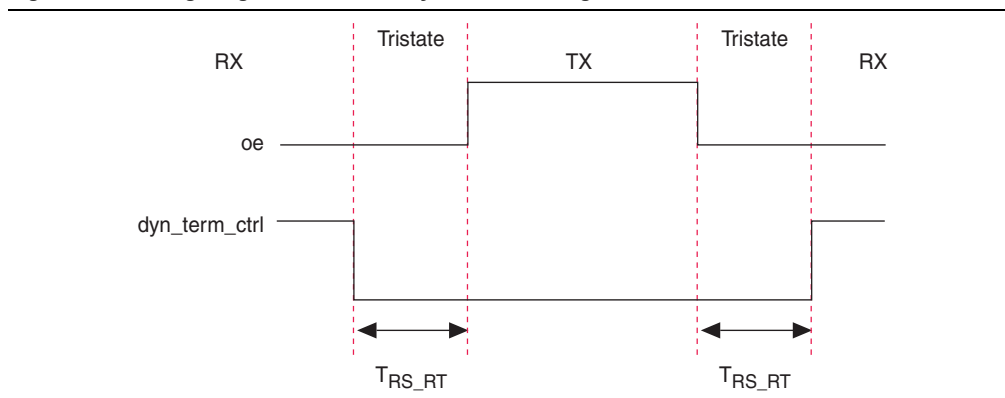 Tristate Tristate
RX TX RX
oe
dyn_term_ctrl
TRS_RT TRS_RT